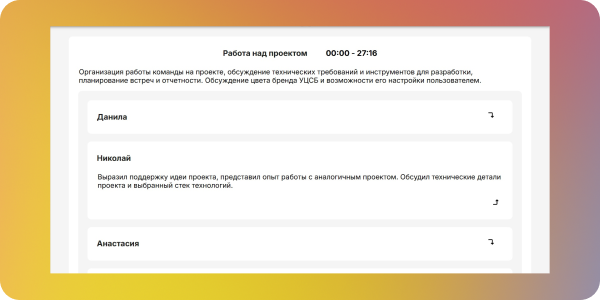 Работа над проектом 00:00 - 27:16
Организация работы команды на проекте, обсуждение технических требований и инструментов для разработки,
планирование встреч и отчетности. Обсуждение цвета бренда УЦСБ и возможности его настройки пользователем.
Данила
Николай
Выразил поддержку идеи проекта, представил опыт работы с аналогичным проектом. Обсудил технические детали
проекта и выбранный стек технологий.
Анастасия